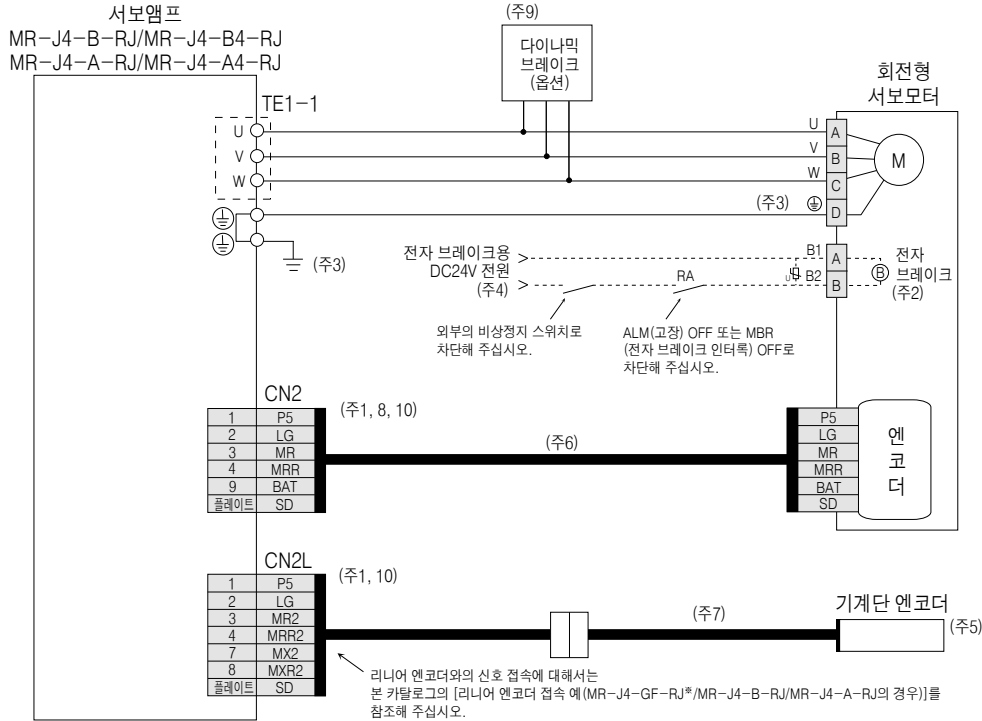 서보앰프
MR-J4-B-RJ/MR-J4-B4-RJ
MR-J4-A-RJ/MR-J4-A4-RJ
(주9)
다이나믹
브레이크
(옵션)
회전형
서보모터
TE1-1
U
V
W
U
V
W
A
B
C
D
M
(주3)
(주3)
전자 브레이크용
DC24V 전원
(주4)
RA
B1
U
B2
A
B
B
전자
브레이크
(주2)
외부의 비상정지 스위치로
차단해 주십시오.
ALM(고장) OFF 또는 MBR
(전자 브레이크 인터록) OFF로
차단해 주십시오.
CN2
(주1, 8, 10)
1 P5
2 LG
3 MR
4 MRR
9 BAT
플레이트 SD
(주6)
P5
LG
MR
MRR
BAT
SD
엔
코
더
CN2L
(주1, 10)
1 P5
2 LG
3 MR2
4 MRR2
7 MX2
8 MXR2
플레이트 SD
(주7)
기계단 엔코더
(주5)
리니어 엔코더와의 신호 접속에 대해서는
본 카탈로그의 [리니어 엔코더 접속 예(MR-J4-GF-RJ※/MR-J4-B-RJ/MR-J4-A-RJ의 경우)]를
참조해 주십시오.